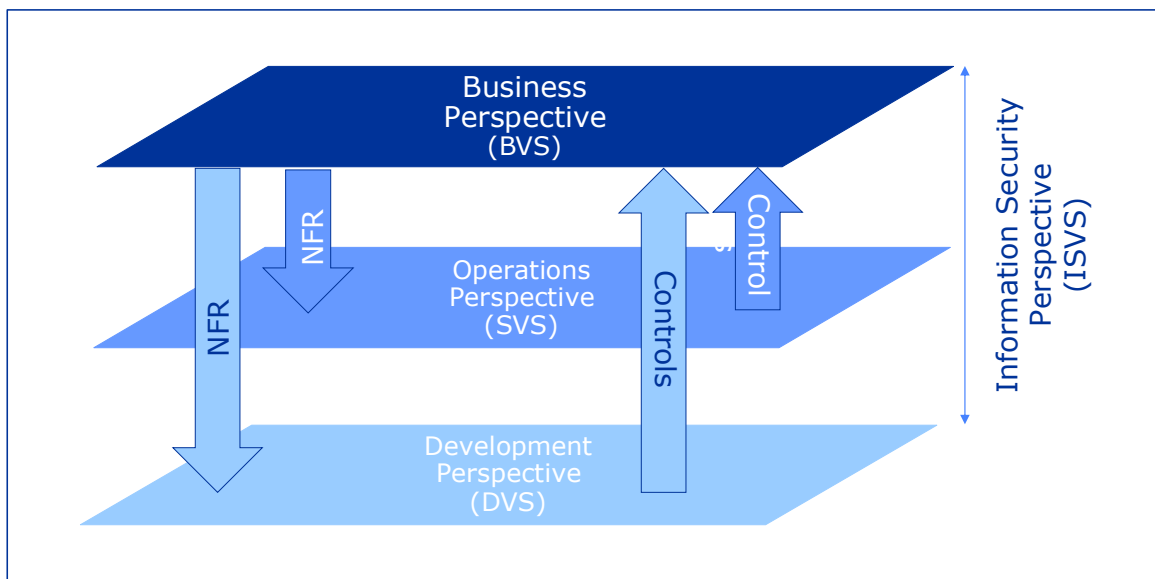 Business
Perspective
(BVS)
NFR
NFR
Controls
Control
s
Operations
Perspective
(SVS)
Development
Perspective
(DVS)
Information Security
Perspective
(ISVS)